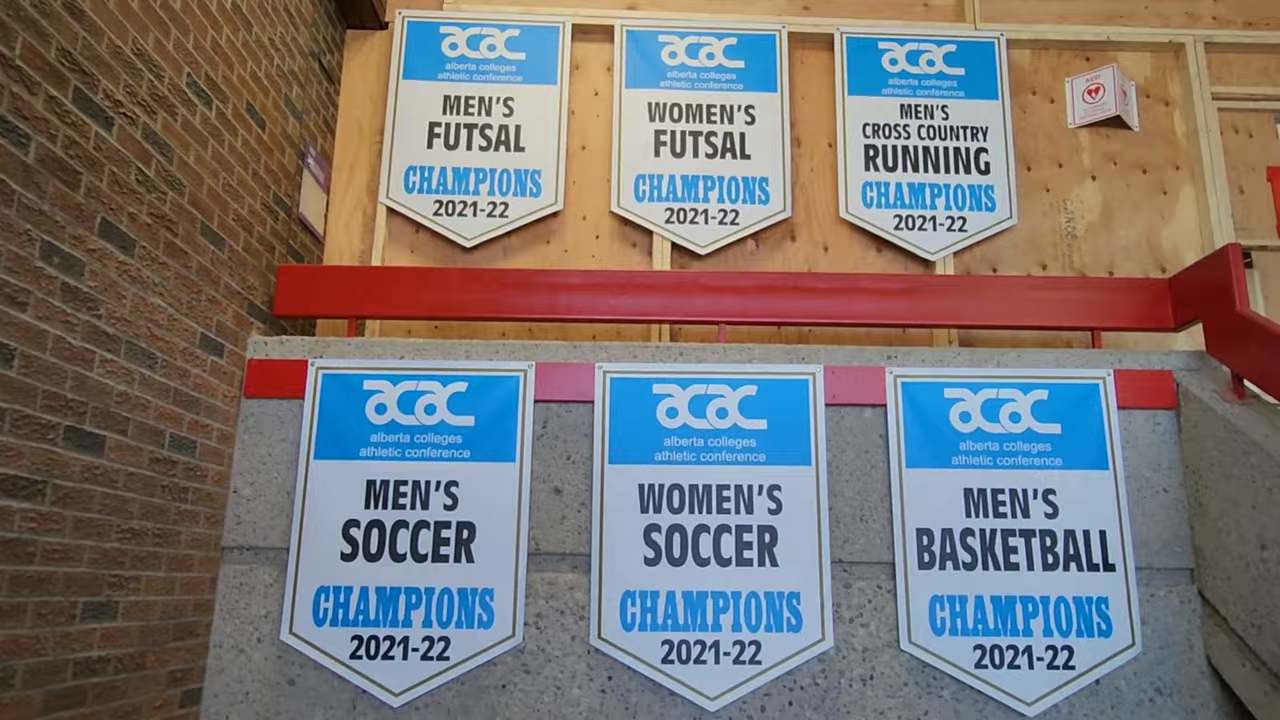 acac
alberta colleges
athletic conference
MEN'S
FUTSAL
CHAMPIONS
2021-22
acac
alberta colleges
athletic conference
WOMEN'S
FUTSAL
CHAMPIONS
2021-22
acac
alberta colleges
athletic conference
MEN'S
CROSS COUNTRY
RUNNING
CHAMPIONS
2021-22
AED
acac
alberta colleges
athletic conference
MEN'S
SOCCER
CHAMPIONS
2021-22
acac
alberta colleges
athletic conference
WOMEN'S
SOCCER
CHAMPIONS
2021-22
acac
alberta colleges
athletic conference
MEN'S
BASKETBALL
CHAMPIONS
2021-22